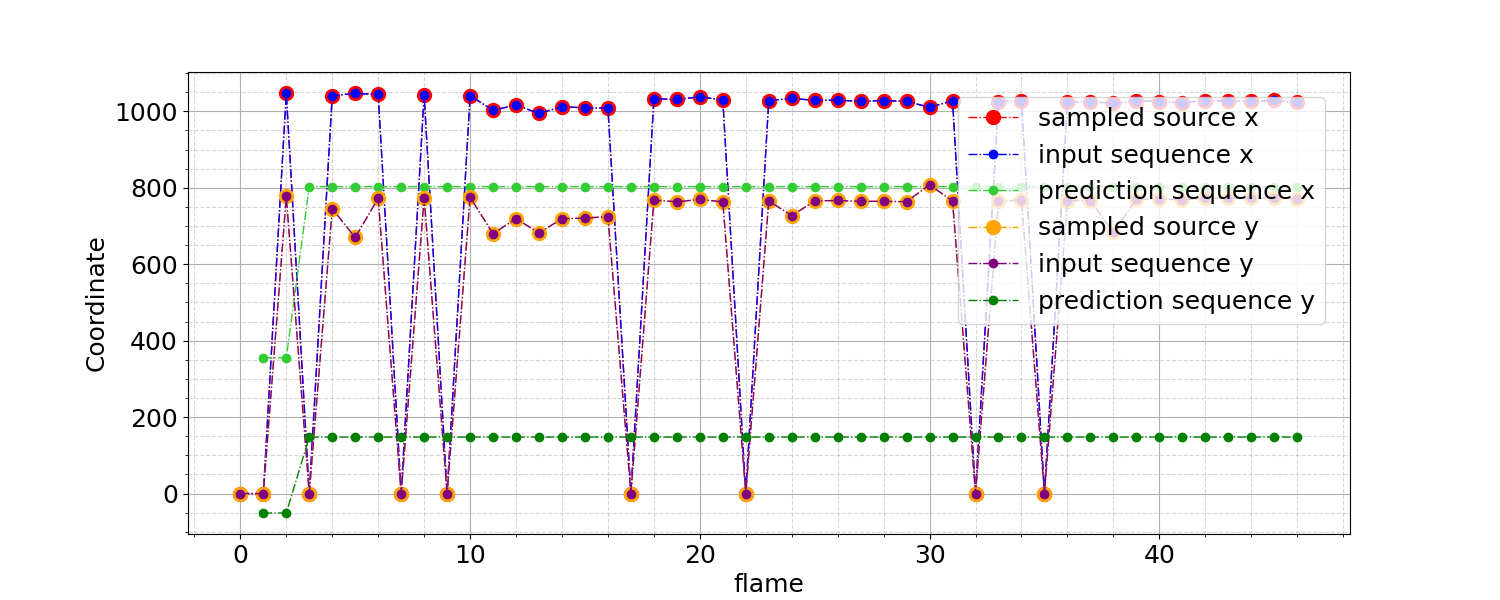 1000
800
600
400
200
0
Coordinate
0 10 20 30 40
flame
sampled source x
input sequence x
prediction sequence x
sampled source y
input sequence y
prediction sequence y